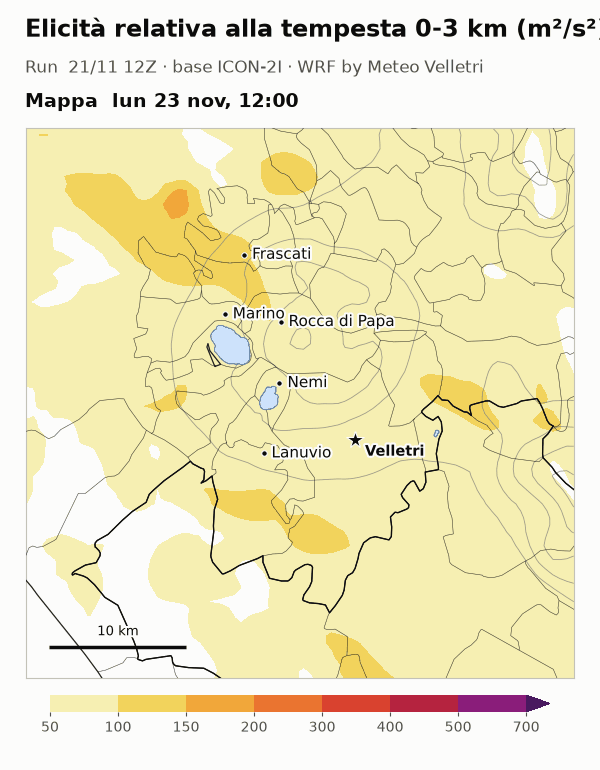 Elicità relativa alla tempesta 0-3 km (m²/s²)
Run  21/11 12Z · base ICON-2I · WRF by Meteo Velletri
Mappa  lun 23 nov, 12:00
Frascati
Marino
Rocca di Papa
Nemi
Velletri
Lanuvio
10 km
50 100 150 200 300 400 500 700